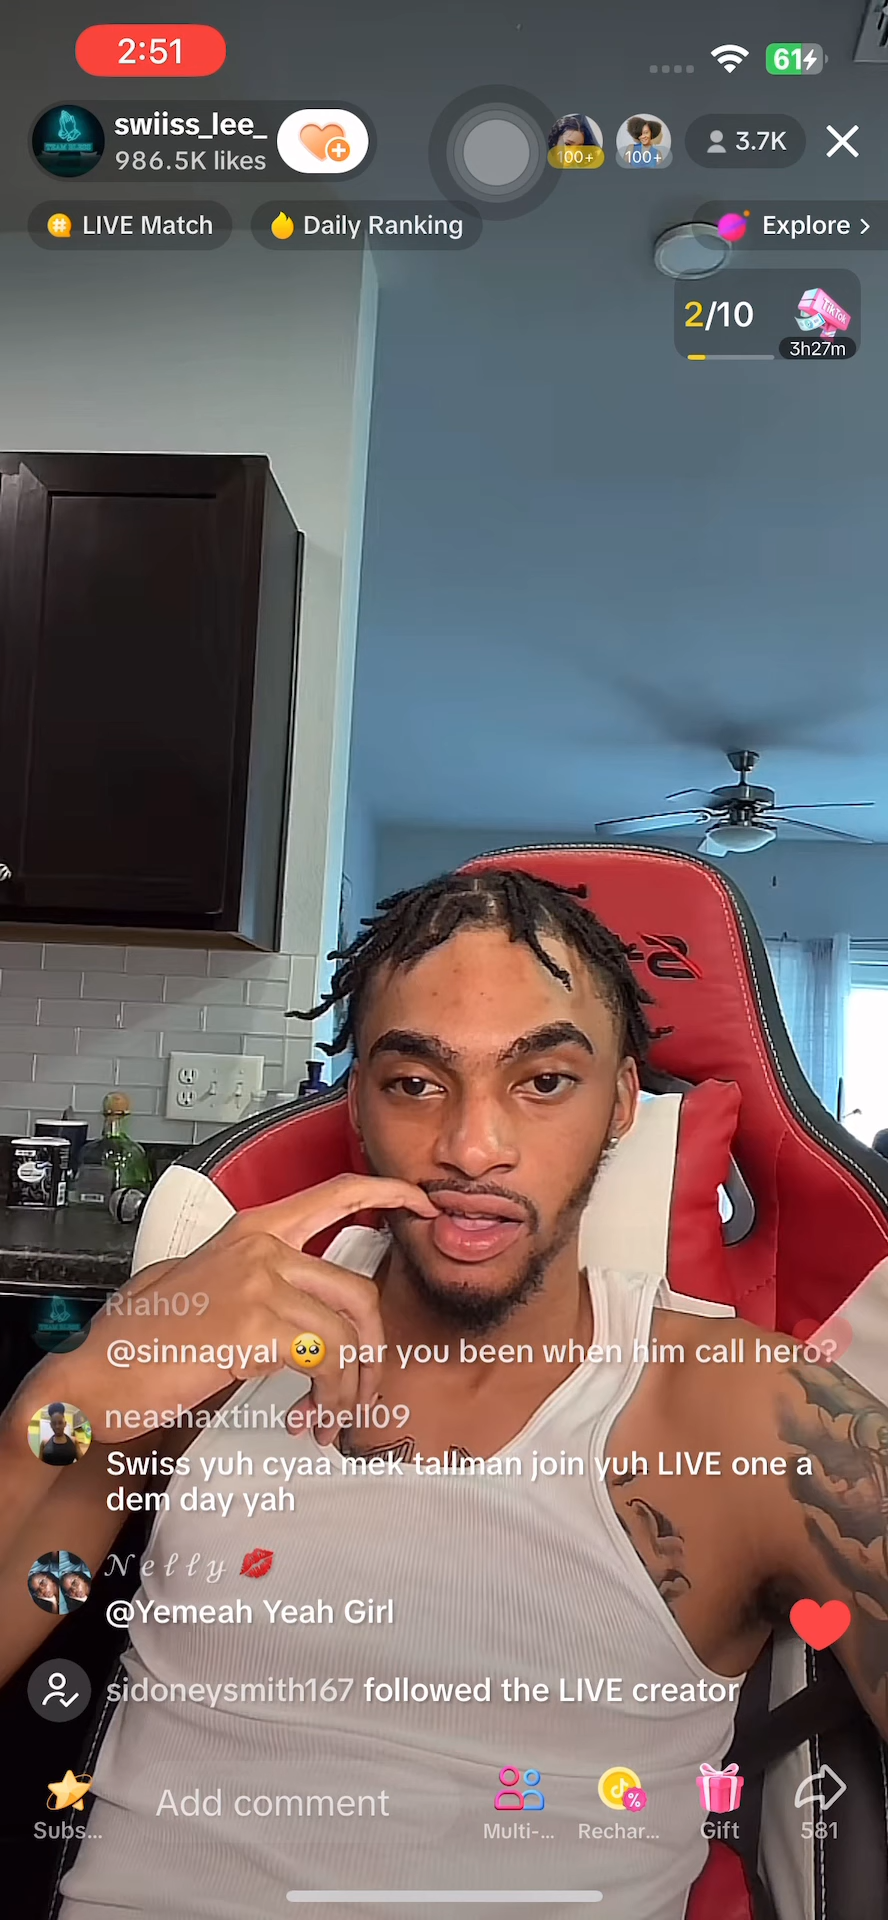 2:51
61
swiiss_lee_
986.5K likes
100+
100+
3.7K
LIVE Match
Daily Ranking
Explore >
2/10
TikTok
3h27m
Riah09
@sinnagyal 🥺 par you been when him call hero?
neashaxtinkerbell09
Swiss yuh cyaa mek tallman join yuh LIVE one a
dem day yah
𝒩ℯ𝓁𝓁𝓎 💋
@Yemeah Yeah Girl
sidoneysmith167 followed the LIVE creator
Add comment
Subs...
Multi-...
Rechar...
Gift
581